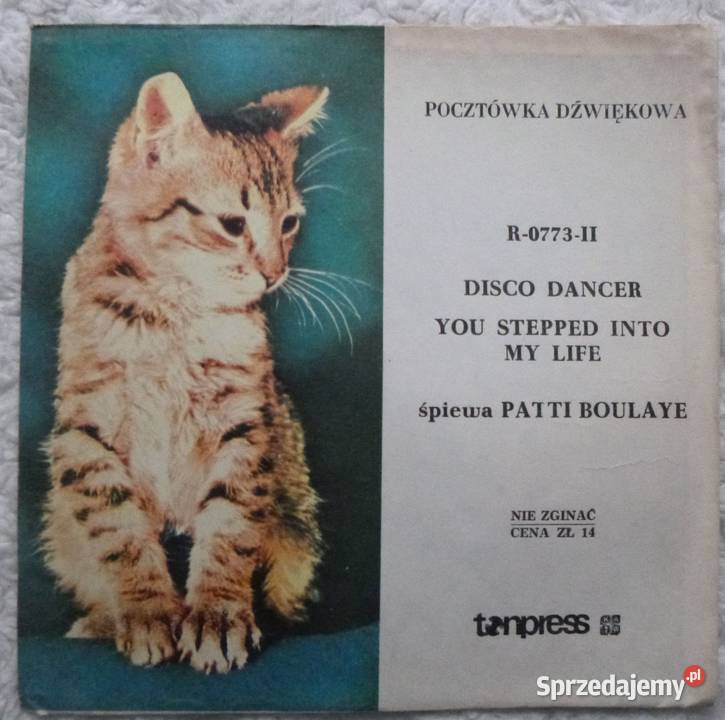 POCZTÓWKA DŹWIĘKOWA
R-0773-II
DISCO DANCER
YOU STEPPED INTO
MY LIFE
śpiewa PATTI BOULAYE
NIE ZGINAĆ
CENA ZŁ 14
tonpress
Sprzedajemy.pl